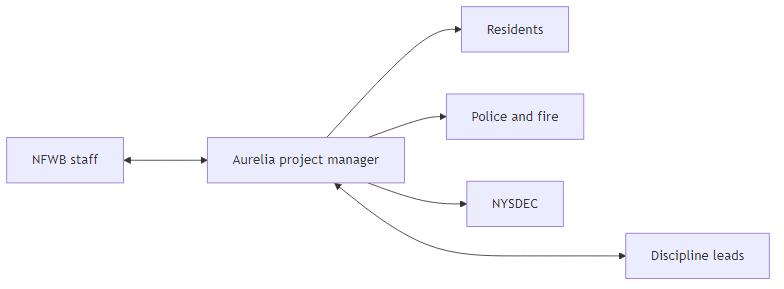 Residents
Police and fire
NFWB staff
Aurelia project manager
NYSDEC
Discipline leads